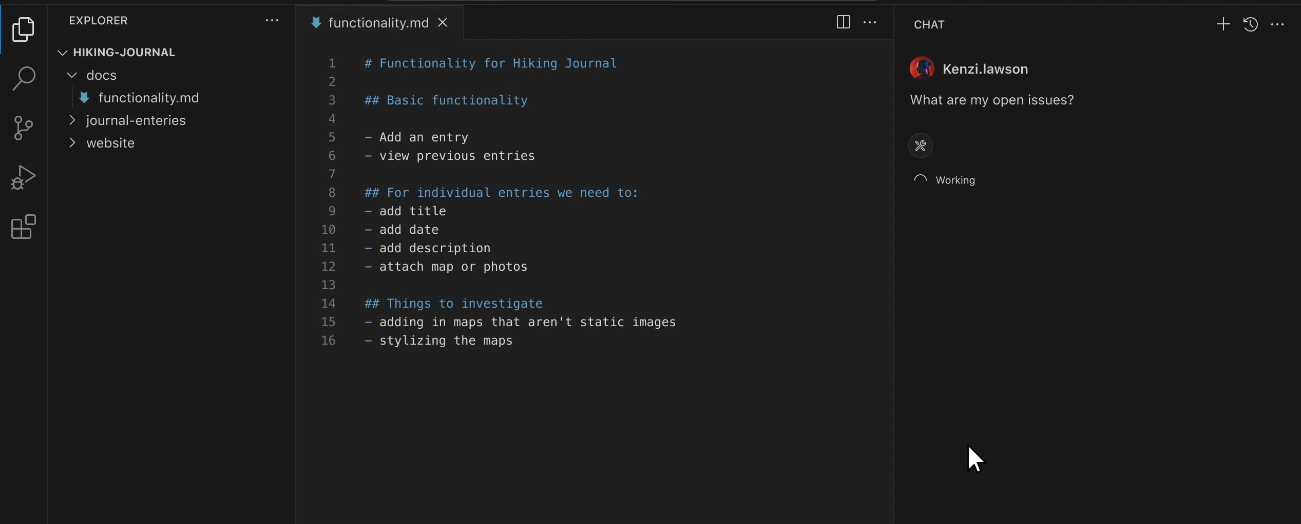 EXPLORER
HIKING-JOURNAL
docs
functionality.md
journal-enteries
website
functionality.md
1 # Functionality for Hiking Journal
2
3 ## Basic functionality
4
5 - Add an entry
6 - view previous entries
7
8 ## For individual entries we need to:
9 - add title
10 - add date
11 - add description
12 - attach map or photos
13
14 ## Things to investigate
15 - adding in maps that aren't static images
16 - stylizing the maps
CHAT
Kenzi.lawson
What are my open issues?
Working